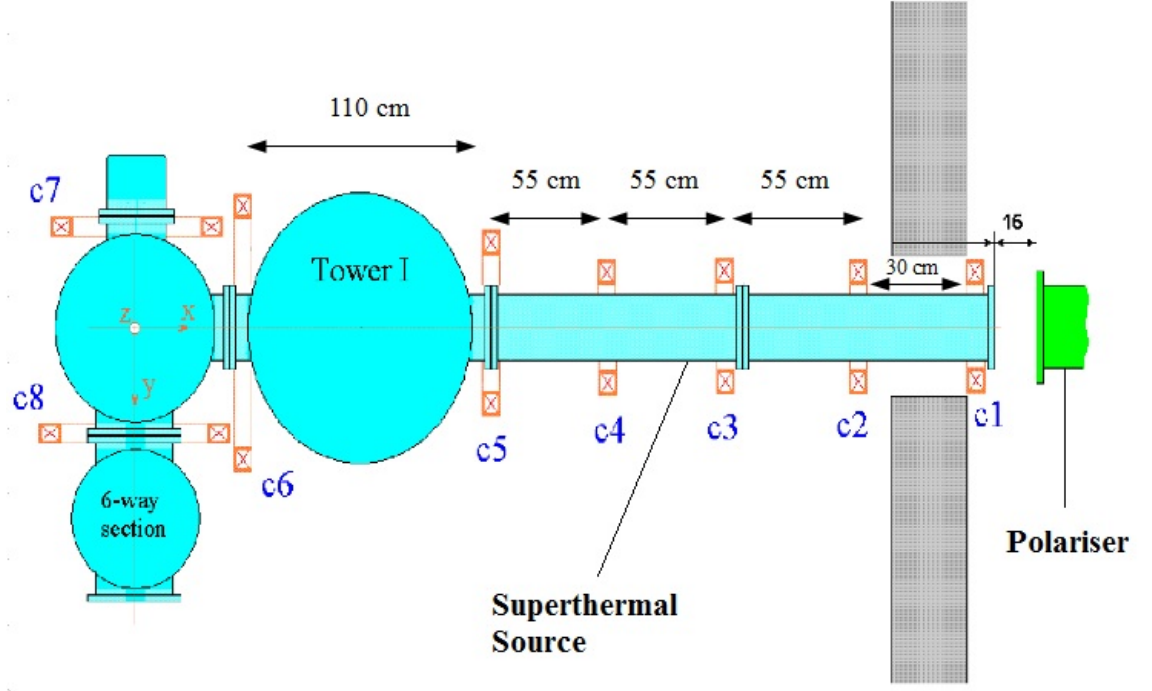 110 cm
55 cm
55 cm
55 cm
16
c7
Tower I
30 cm
z
x
y
c8
c6
c5
c4
c3
c2
c1
6-way
section
Polariser
Superthermal
Source